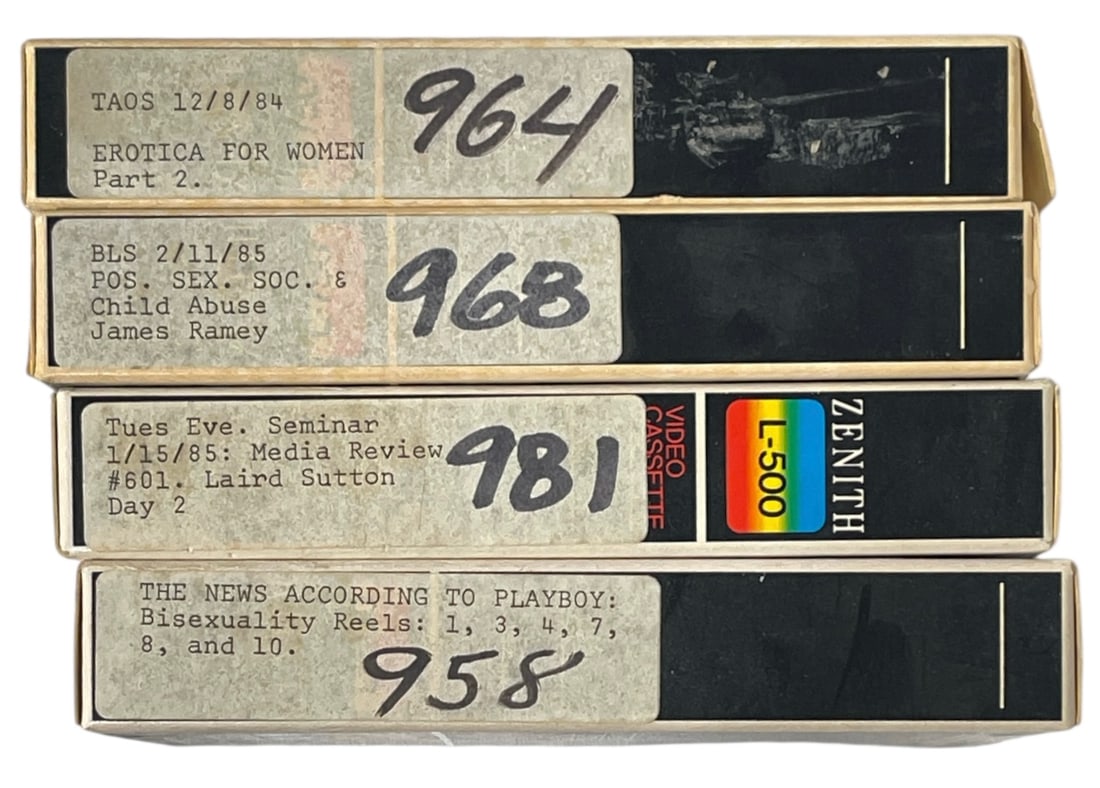 TAOS 12/8/84
EROTICA FOR WOMEN
Part 2.
964
BLS 2/11/85
POS. SEX. SOC. &
Child Abuse
James Ramey
968
Tues Eve. Seminar
1/15/85: Media Review
#601. Laird Sutton
Day 2
981
VIDEO
CASSETTE
L-500
ZENITH
THE NEWS ACCORDING TO PLAYBOY:
Bisexuality Reels: 1, 3, 4, 7,
8, and 10.
958